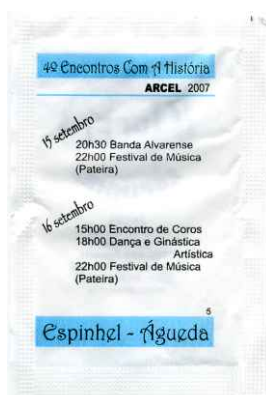 4º Encontros Com A História
ARCEL 2007
15 setembro
20h30 Banda Alvarense
22h00 Festival de Música
(Pateira)
16 setembro
15h00 Encontro de Coros
18h00 Dança e Ginástica
Artística
22h00 Festival de Música
(Pateira)
5
Espinhel - Águeda